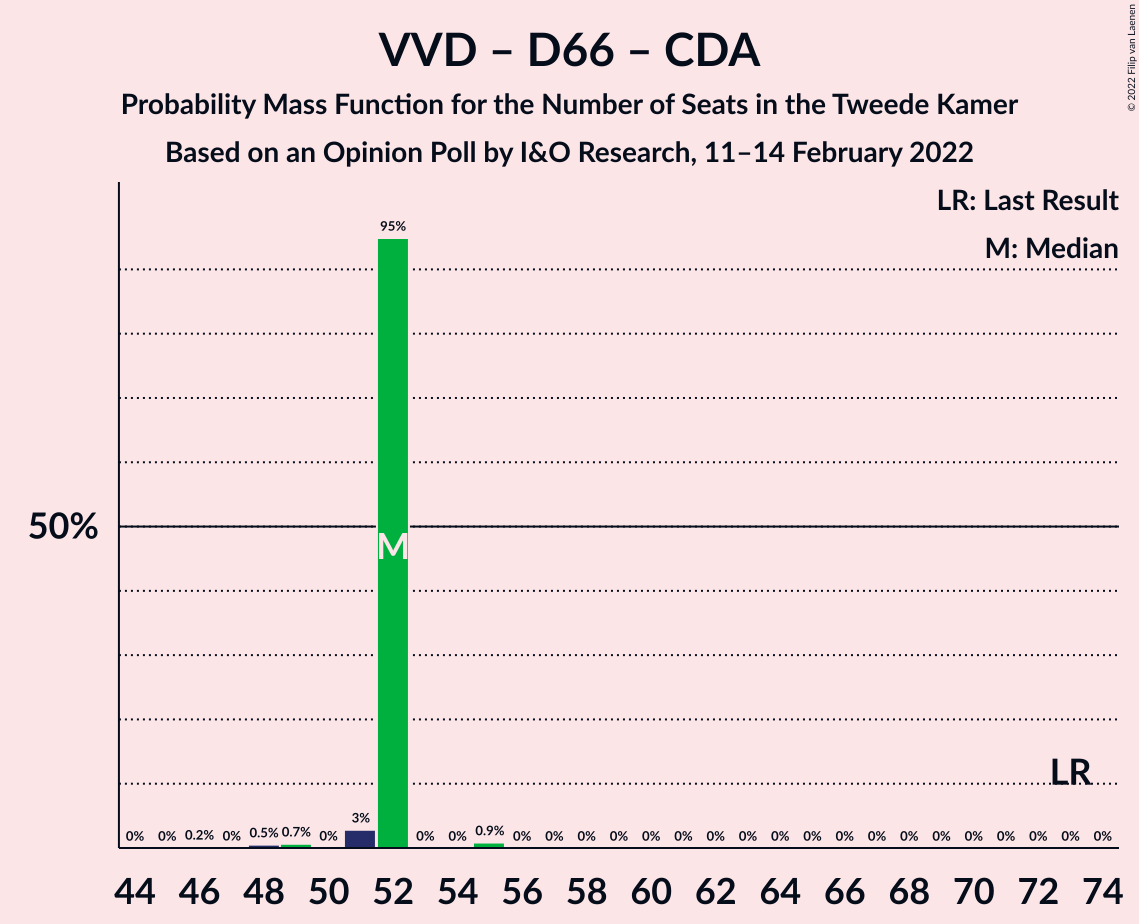 VVD – D66 – CDA
Probability Mass Function for the Number of Seats in the Tweede Kamer
Based on an Opinion Poll by I&O Research, 11–14 February 2022
© 2022 Filip van Laenen
LR: Last Result
M: Median
50%
95%
M
LR
0% 0% 0.2% 0% 0.5% 0.7% 0% 3% 0% 0% 0.9% 0% 0% 0% 0% 0% 0% 0% 0% 0% 0% 0% 0% 0% 0% 0% 0% 0% 0% 0%
44 46 48 50 52 54 56 58 60 62 64 66 68 70 72 74